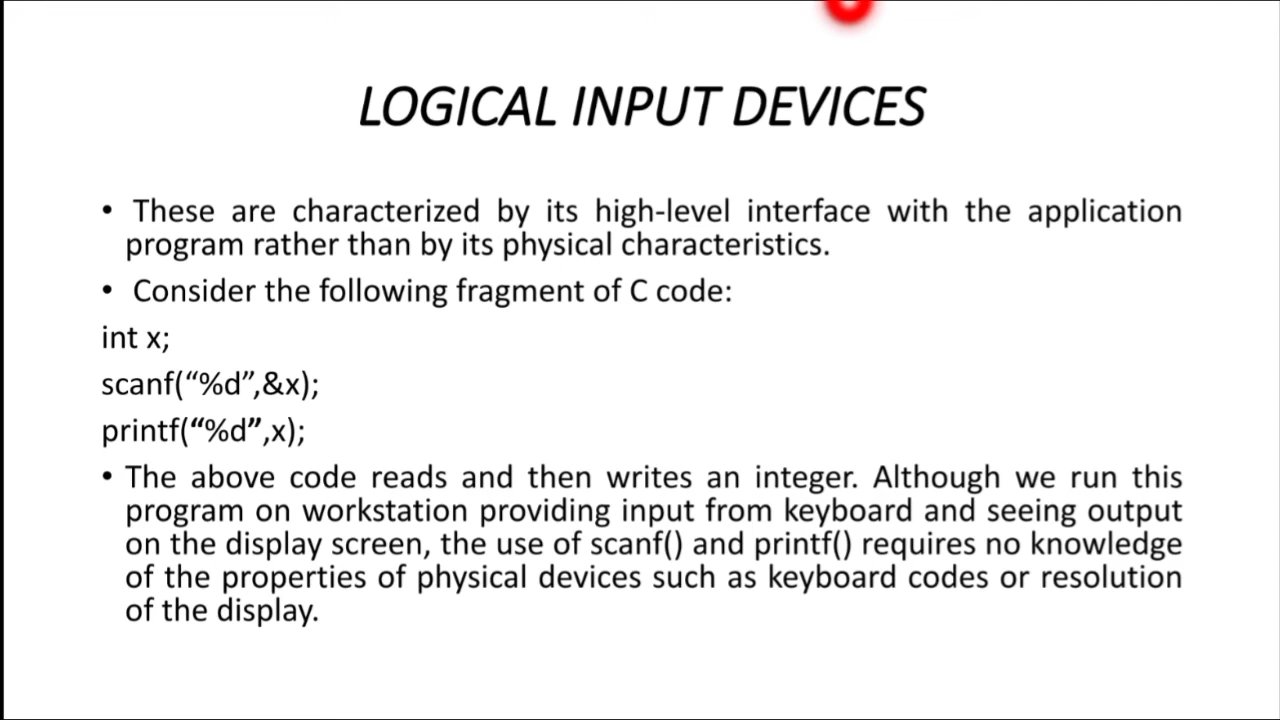 LOGICAL INPUT DEVICES
• These are characterized by its high-level interface with the application
program rather than by its physical characteristics.
• Consider the following fragment of C code:
int x;
scanf(“%d”,&x);
printf(“%d”,x);
• The above code reads and then writes an integer. Although we run this
program on workstation providing input from keyboard and seeing output
on the display screen, the use of scanf() and printf() requires no knowledge
of the properties of physical devices such as keyboard codes or resolution
of the display.